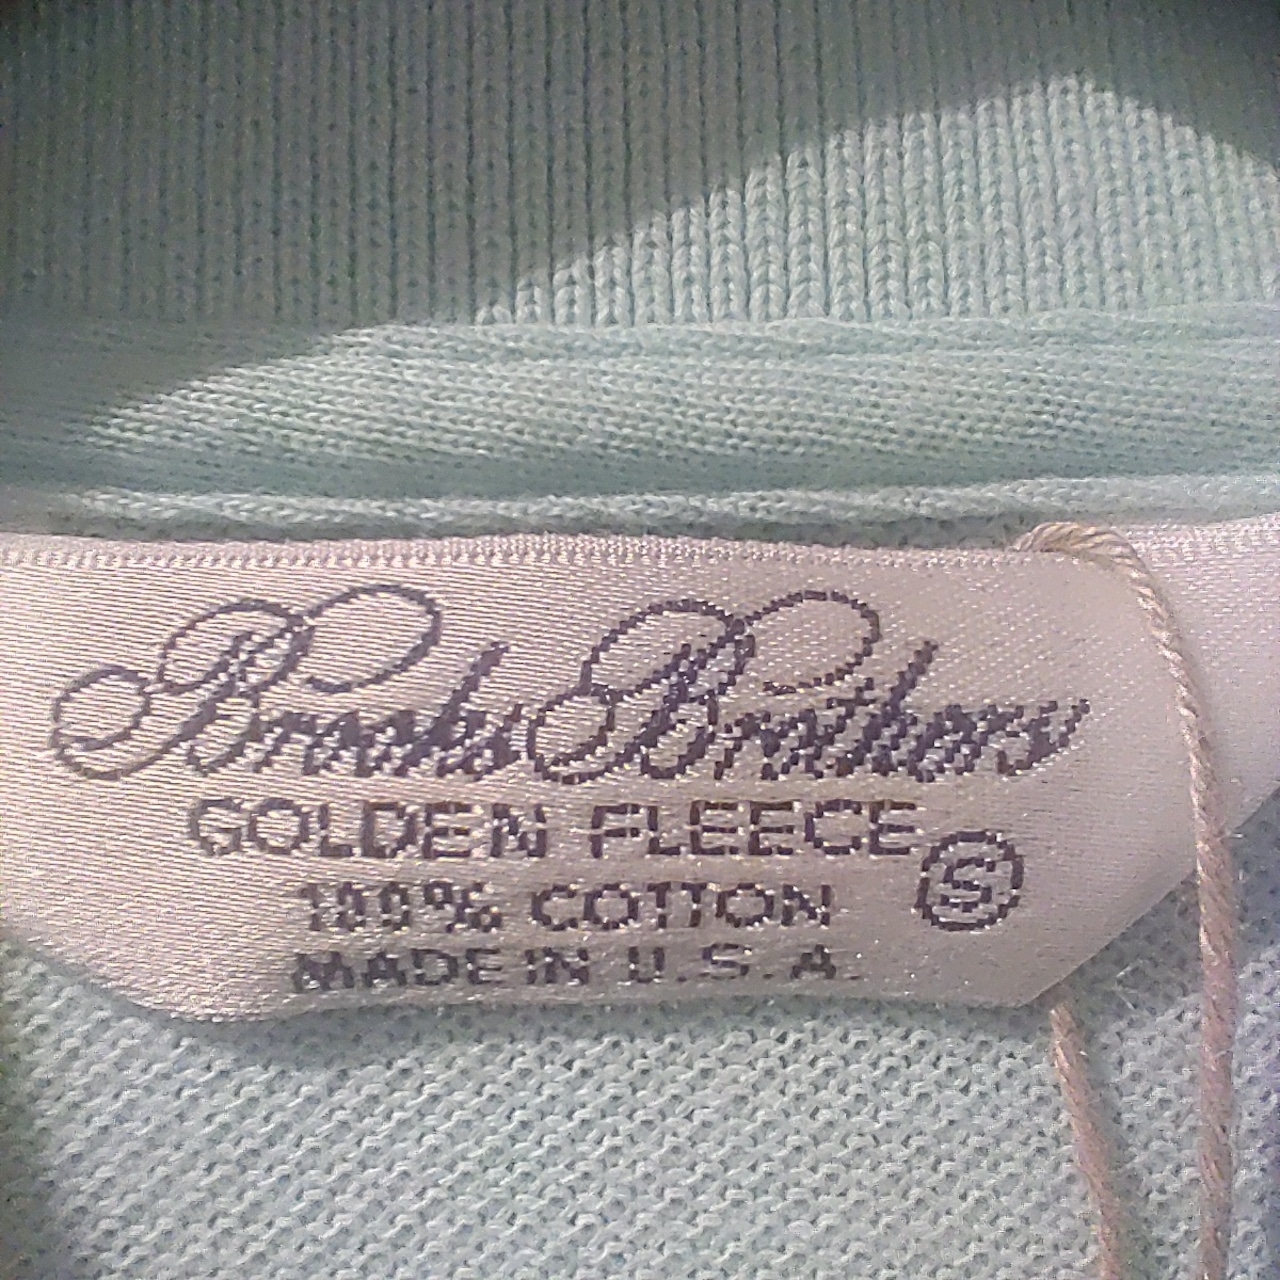 Brooks Brothers
GOLDEN FLEECE
S
100% COTTON
MADE IN U.S.A.